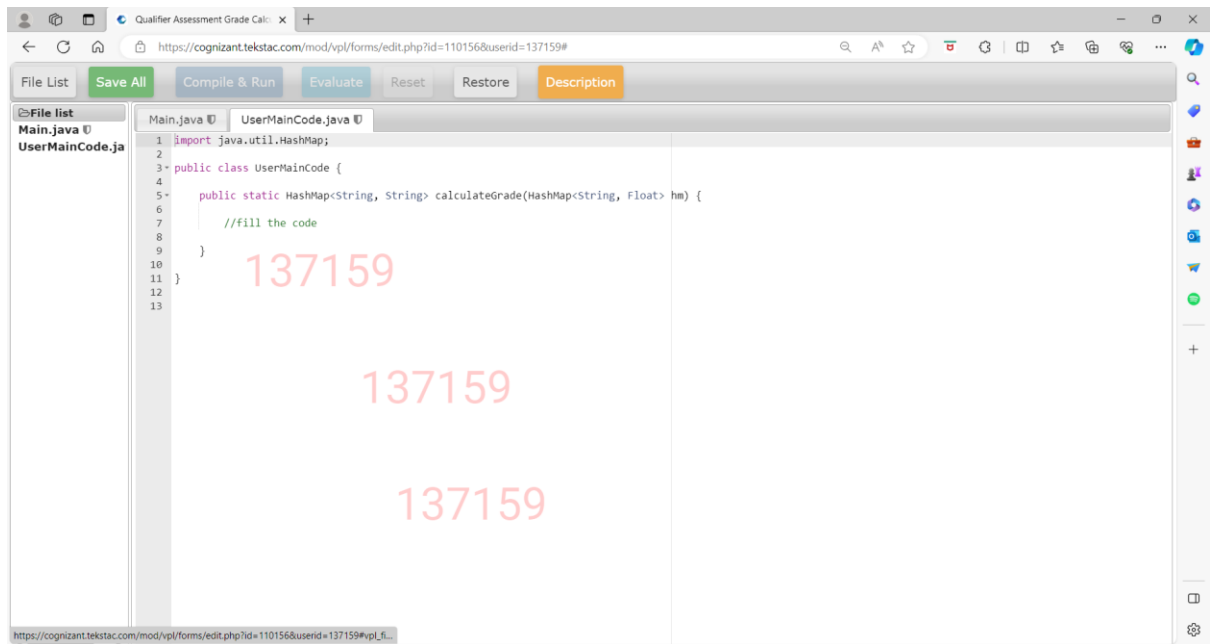 Qualifier Assessment Grade Calc
https://cognizant.tekstac.com/mod/vpl/forms/edit.php?id=110156&userid=137159#
File List Save All Compile & Run Evaluate Reset Restore Description
File list
Main.java
UserMainCode.ja
Main.java UserMainCode.java
1 import java.util.HashMap;
2
3 public class UserMainCode {
4
5 public static HashMap<String, String> calculateGrade(HashMap<String, Float> hm) {
6
7 //fill the code
8
9 }
10
11 }
12
13
137159
137159
137159
https://cognizant.tekstac.com/mod/vpl/forms/edit.php?id=110156&userid=137159#vpl_fi...